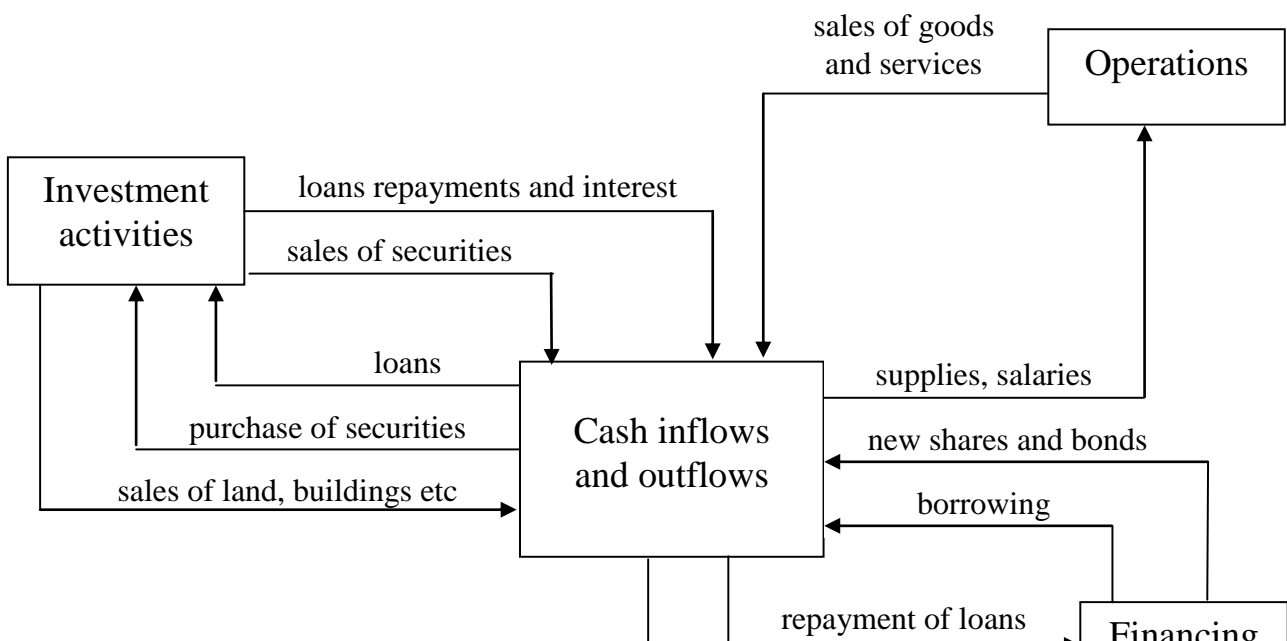 sales of goods
and services
Operations
Investment
activities
loans repayments and interest
sales of securities
loans
supplies, salaries
purchase of securities
Cash inflows
and outflows
new shares and bonds
sales of land, buildings etc
borrowing
repayment of loans
Financing